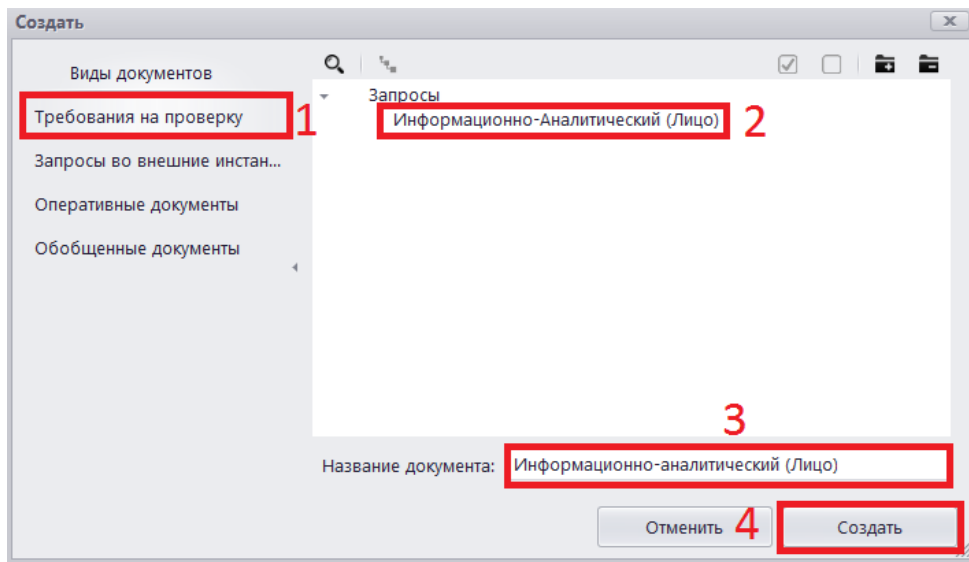 Создать
Виды документов
Требования на проверку
1
Запросы во внешние инстан...
Оперативные документы
Обобщенные документы
Запросы
Информационно-Аналитический (Лицо)
2
3
Название документа:
Информационно-аналитический (Лицо)
Отменить
4
Создать